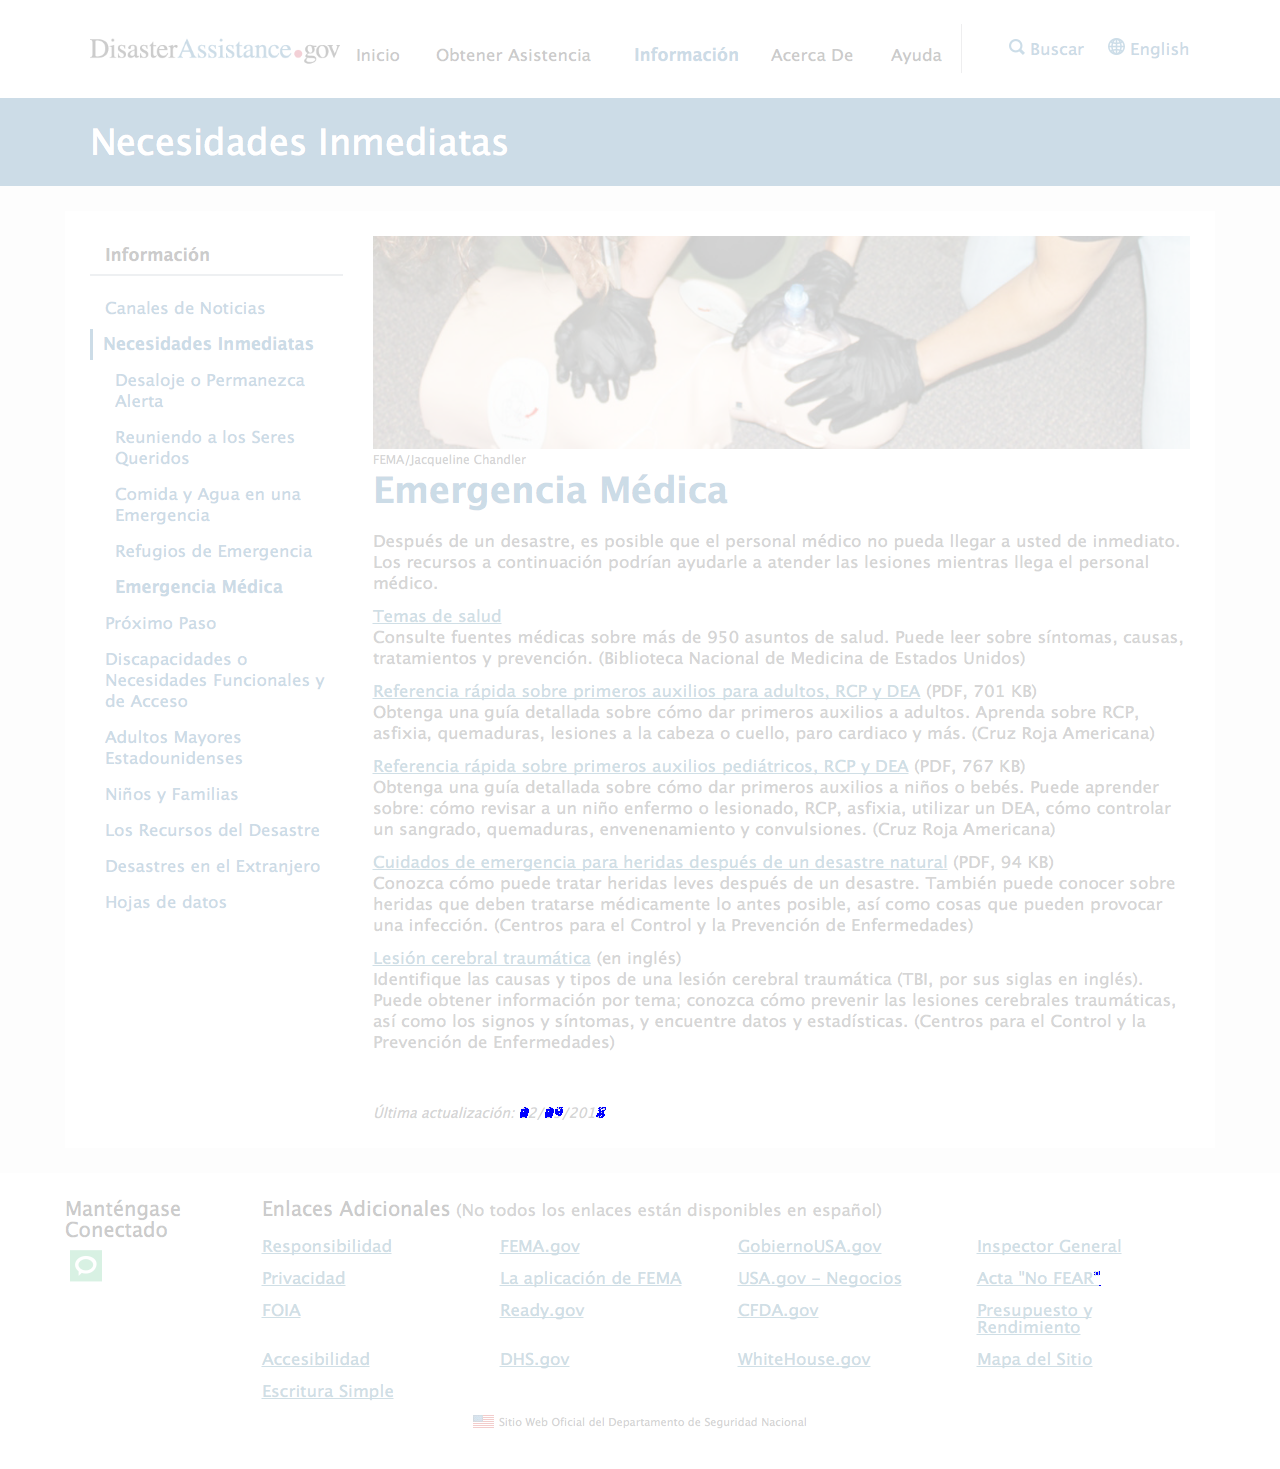 DisasterAssistance.gov
Inicio
Obtener Asistencia
Información
Acerca De
Ayuda
Buscar
English
Necesidades Inmediatas
Información
Canales de Noticias
Necesidades Inmediatas
Desaloje o Permanezca
Alerta
Reuniendo a los Seres
Queridos
Comida y Agua en una
Emergencia
Refugios de Emergencia
Emergencia Médica
Próximo Paso
Discapacidades o
Necesidades Funcionales y
de Acceso
Adultos Mayores
Estadounidenses
Niños y Familias
Los Recursos del Desastre
Desastres en el Extranjero
Hojas de datos
FEMA/Jacqueline Chandler
Emergencia Médica
Después de un desastre, es posible que el personal médico no pueda llegar a usted de inmediato.
Los recursos a continuación podrían ayudarle a atender las lesiones mientras llega el personal
médico.
Temas de salud
Consulte fuentes médicas sobre más de 950 asuntos de salud. Puede leer sobre síntomas, causas,
tratamientos y prevención. (Biblioteca Nacional de Medicina de Estados Unidos)
Referencia rápida sobre primeros auxilios para adultos, RCP y DEA (PDF, 701 KB)
Obtenga una guía detallada sobre cómo dar primeros auxilios a adultos. Aprenda sobre RCP,
asfixia, quemaduras, lesiones a la cabeza o cuello, paro cardiaco y más. (Cruz Roja Americana)
Referencia rápida sobre primeros auxilios pediátricos, RCP y DEA (PDF, 767 KB)
Obtenga una guía detallada sobre cómo dar primeros auxilios a niños o bebés. Puede aprender
sobre: cómo revisar a un niño enfermo o lesionado, RCP, asfixia, utilizar un DEA, cómo controlar
un sangrado, quemaduras, envenenamiento y convulsiones. (Cruz Roja Americana)
Cuidados de emergencia para heridas después de un desastre natural (PDF, 94 KB)
Conozca cómo puede tratar heridas leves después de un desastre. También puede conocer sobre
heridas que deben tratarse médicamente lo antes posible, así como cosas que pueden provocar
una infección. (Centros para el Control y la Prevención de Enfermedades)
Lesión cerebral traumática (en inglés)
Identifique las causas y tipos de una lesión cerebral traumática (TBI, por sus siglas en inglés).
Puede obtener información por tema; conozca cómo prevenir las lesiones cerebrales traumáticas,
así como los signos y síntomas, y encuentre datos y estadísticas. (Centros para el Control y la
Prevención de Enfermedades)
Última actualización:
Manténgase
Conectado
Enlaces Adicionales (No todos los enlaces están disponibles en español)
Responsibilidad
FEMA.gov
GobiernoUSA.gov
Inspector General
Privacidad
La aplicación de FEMA
USA.gov - Negocios
Acta "No FEAR"
FOIA
Ready.gov
CFDA.gov
Presupuesto y
Rendimiento
Accesibilidad
DHS.gov
WhiteHouse.gov
Mapa del Sitio
Escritura Simple
Sitio Web Oficial del Departamento de Seguridad Nacional